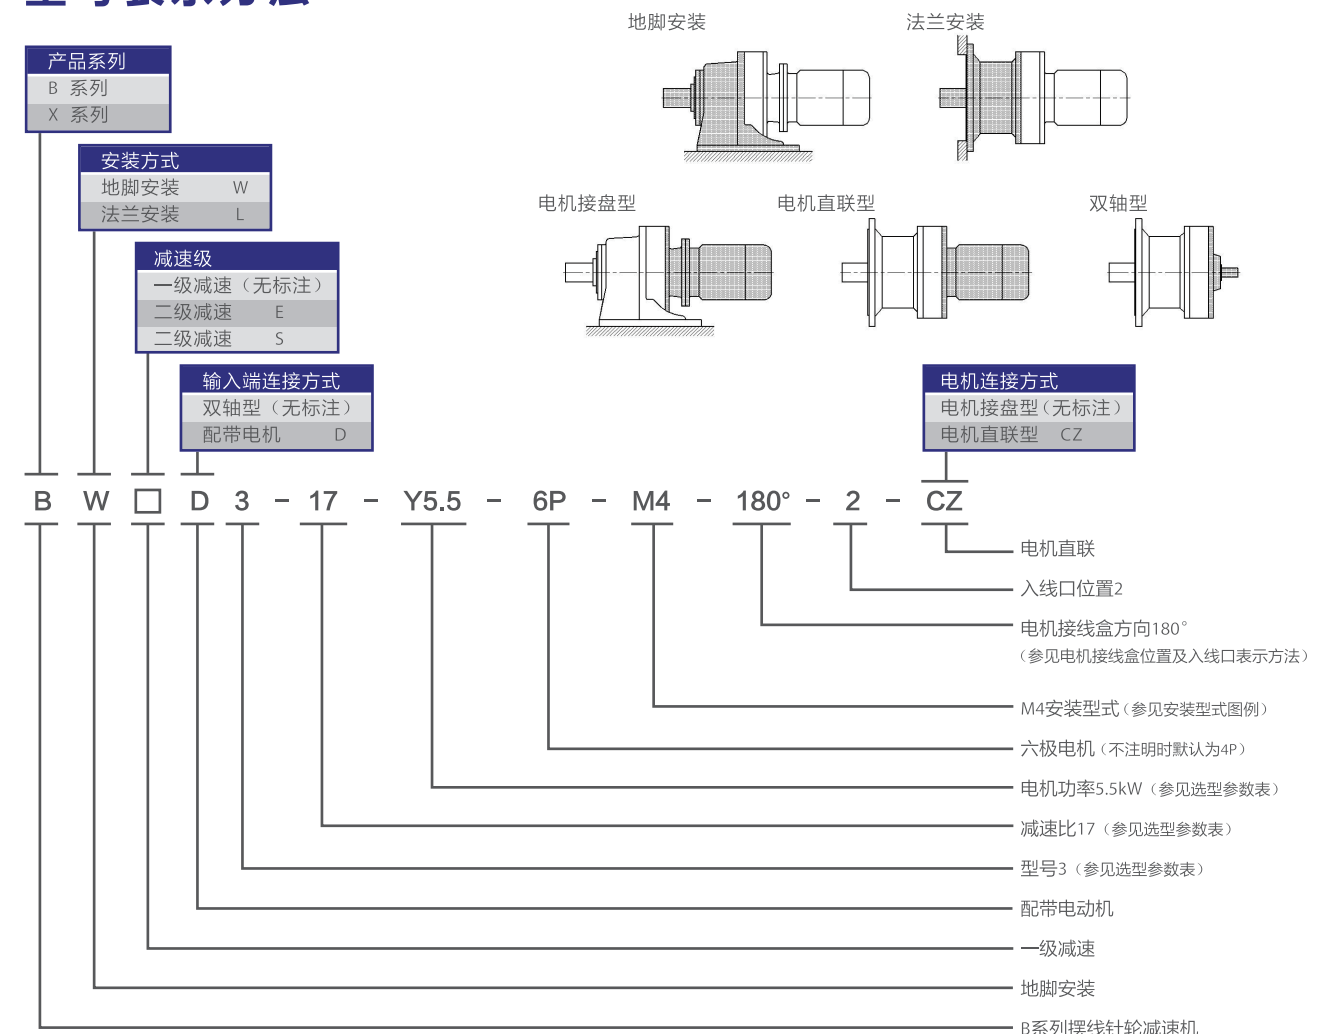 型号表示方法
地脚安装
法兰安装
产品系列
B 系列
X 系列
安装方式
地脚安装 W
法兰安装 L
电机接盘型
电机直联型
双轴型
减速级
一级减速（无标注）
二级减速 E
二级减速 S
输入端连接方式
双轴型（无标注）
配带电机 D
电机连接方式
电机接盘型（无标注）
电机直联型 CZ
B W □ D 3 - 17 - Y5.5 - 6P - M4 - 180° - 2 - CZ
电机直联
入线口位置2
电机接线盒方向180°
（参见电机接线盒位置及入线口表示方法）
M4安装型式（参见安装型式图例）
六极电机（不注明时默认为4P）
电机功率5.5kW（参见选型参数表）
减速比17（参见选型参数表）
型号3（参见选型参数表）
配带电动机
一级减速
地脚安装
B系列摆线针轮减速机